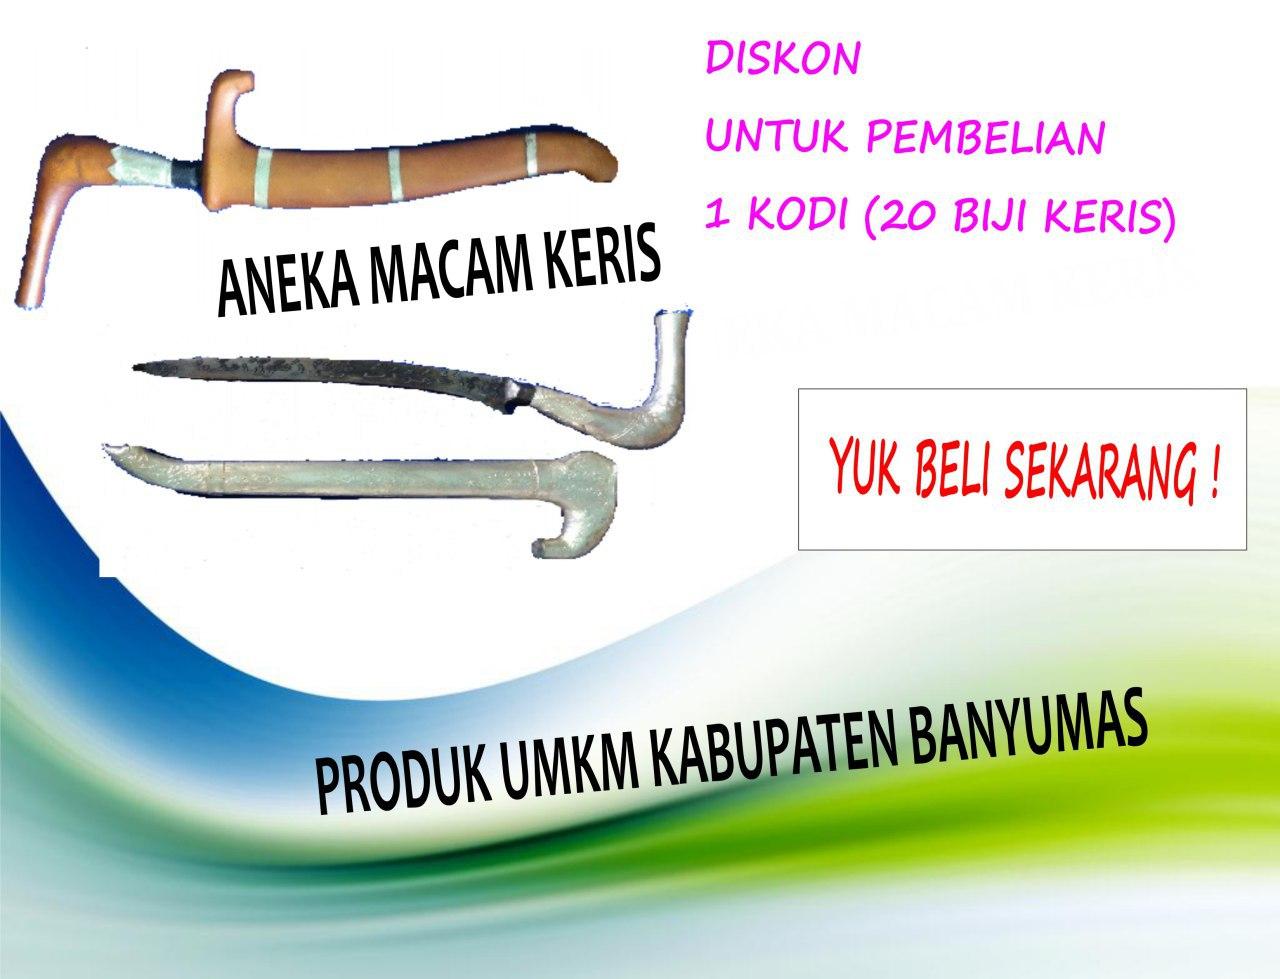 DISKON
UNTUK PEMBELIAN
1 KODI (20 BIJI KERIS)
ANEKA MACAM KERIS
YUK BELI SEKARANG !
PRODUK UMKM KABUPATEN BANYUMAS